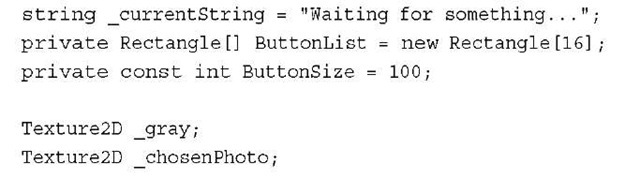 string _currentString = "Waiting for something...";
private Rectangle[] ButtonList = new Rectangle[16];
private const int ButtonSize = 100;
Texture2D _gray;
Texture2D _chosenPhoto;